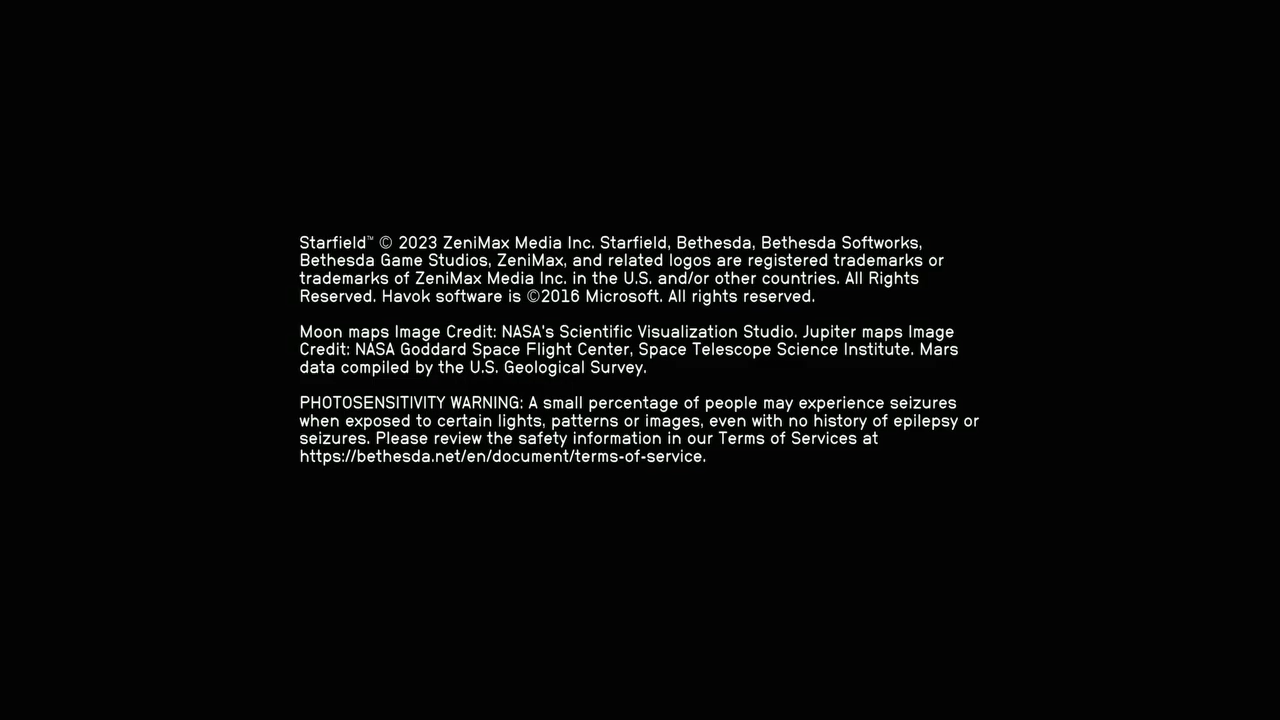 Starfield™ © 2023 ZeniMax Media Inc. Starfield, Bethesda, Bethesda Softworks,
Bethesda Game Studios, ZeniMax, and related logos are registered trademarks or
trademarks of ZeniMax Media Inc. in the U.S. and/or other countries. All Rights
Reserved. Havok software is ©2016 Microsoft. All rights reserved.
Moon maps Image Credit: NASA's Scientific Visualization Studio. Jupiter maps Image
Credit: NASA Goddard Space Flight Center, Space Telescope Science Institute. Mars
data compiled by the U.S. Geological Survey.
PHOTOSENSITIVITY WARNING: A small percentage of people may experience seizures
when exposed to certain lights, patterns or images, even with no history of epilepsy or
seizures. Please review the safety information in our Terms of Services at
https://bethesda.net/en/document/terms-of-service.